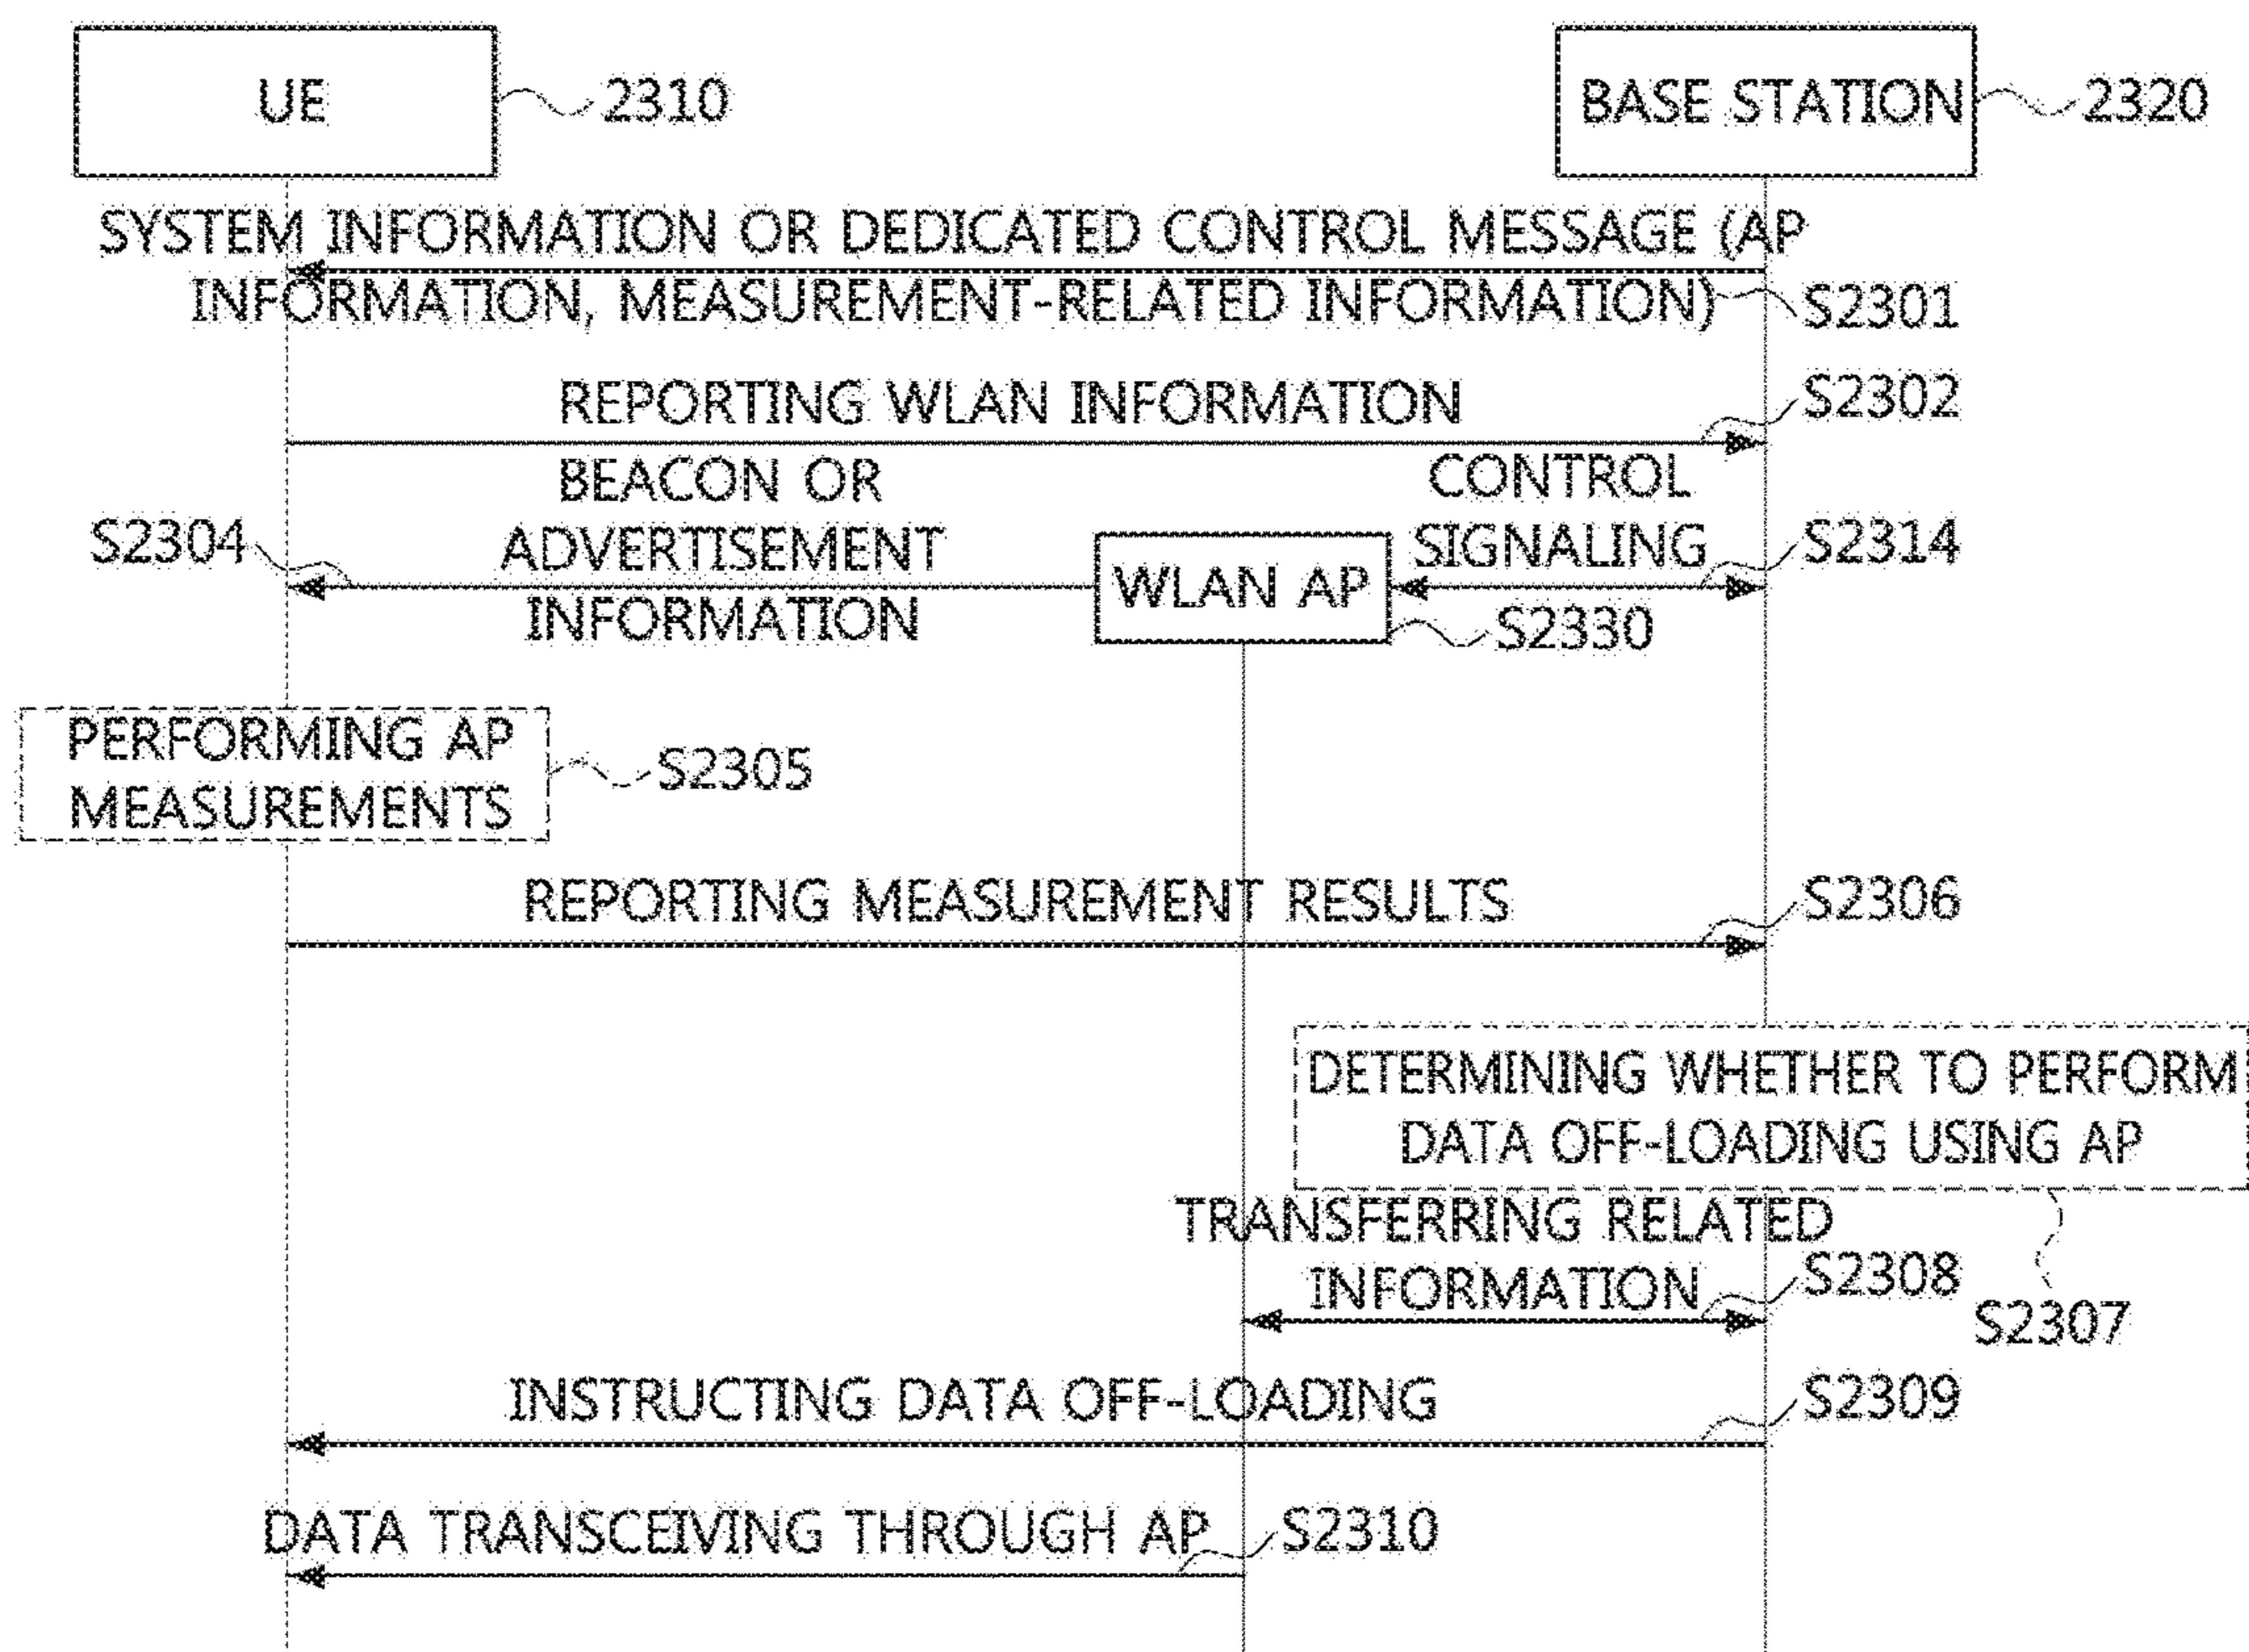 UE
2310
BASE STATION
2320
SYSTEM INFORMATION OR DEDICATED CONTROL MESSAGE (AP
INFORMATION, MEASUREMENT-RELATED INFORMATION)
S2301
REPORTING WLAN INFORMATION
S2302
BEACON OR
ADVERTISEMENT
INFORMATION
S2304
WLAN AP
S2330
CONTROL
SIGNALING
S2314
PERFORMING AP
MEASUREMENTS
S2305
REPORTING MEASUREMENT RESULTS
S2306
DETERMINING WHETHER TO PERFORM
DATA OFF-LOADING USING AP
S2307
TRANSFERRING RELATED
INFORMATION
S2308
INSTRUCTING DATA OFF-LOADING
S2309
DATA TRANSCEIVING THROUGH AP
S2310